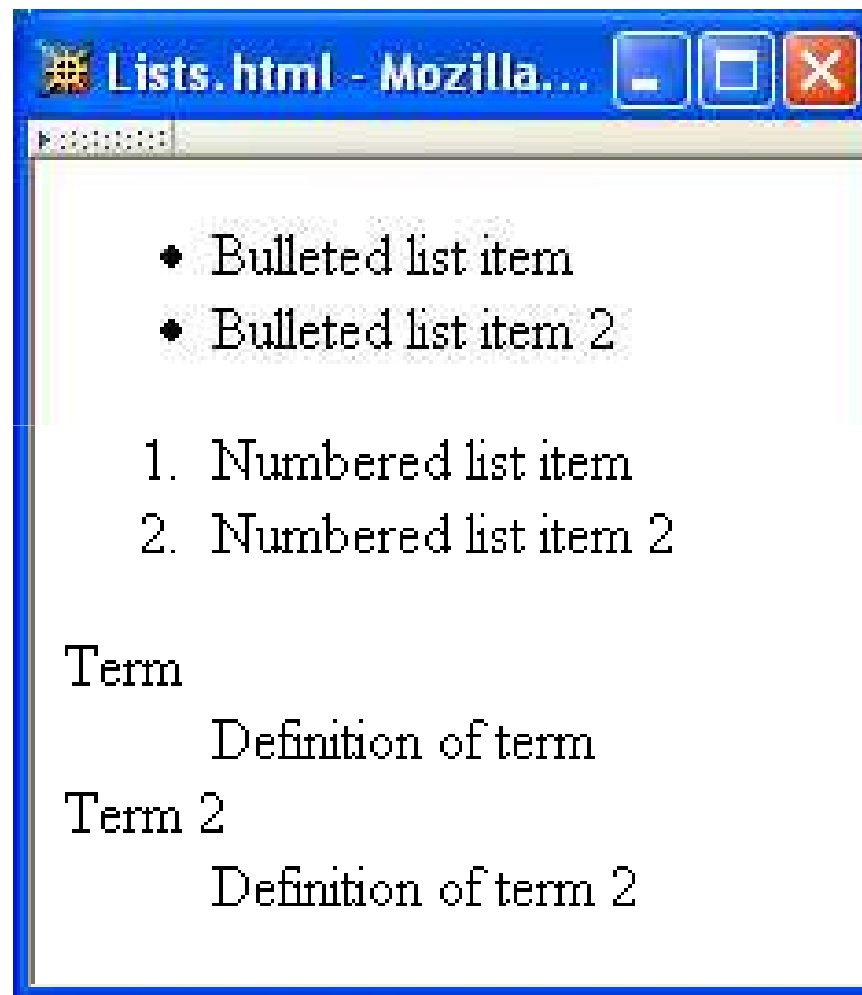 Lists.html - Mozilla...
• Bulleted list item
• Bulleted list item 2
1. Numbered list item
2. Numbered list item 2
Term
Definition of term
Term 2
Definition of term 2